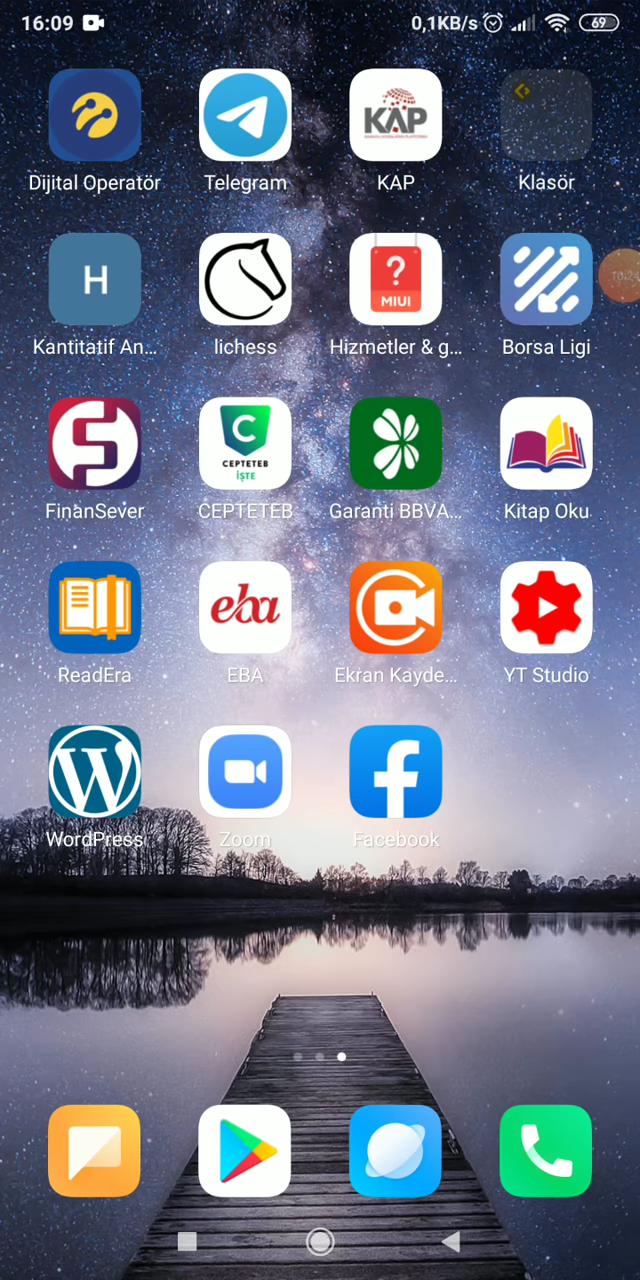 16:09
0,1KB/s
69
KAP
Dijital Operatör
Telegram
KAP
Klasör
H
?
MIUI
Kantitatif An...
lichess
Hizmetler & g...
Borsa Ligi
C
CEPTETEB
İŞTE
FinanSever
CEPTETEB
Garanti BBVA...
Kitap Oku
eba
ReadEra
EBA
Ekran Kayde...
YT Studio
WordPress
Zoom
Facebook